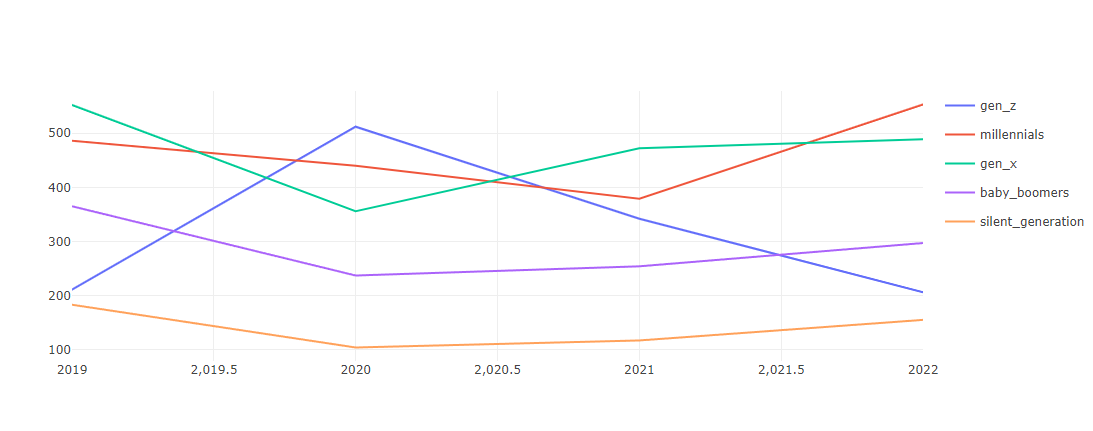 500
400
300
200
100
2019 2,019.5 2020 2,020.5 2021 2,021.5 2022
gen_z
millennials
gen_x
baby_boomers
silent_generation